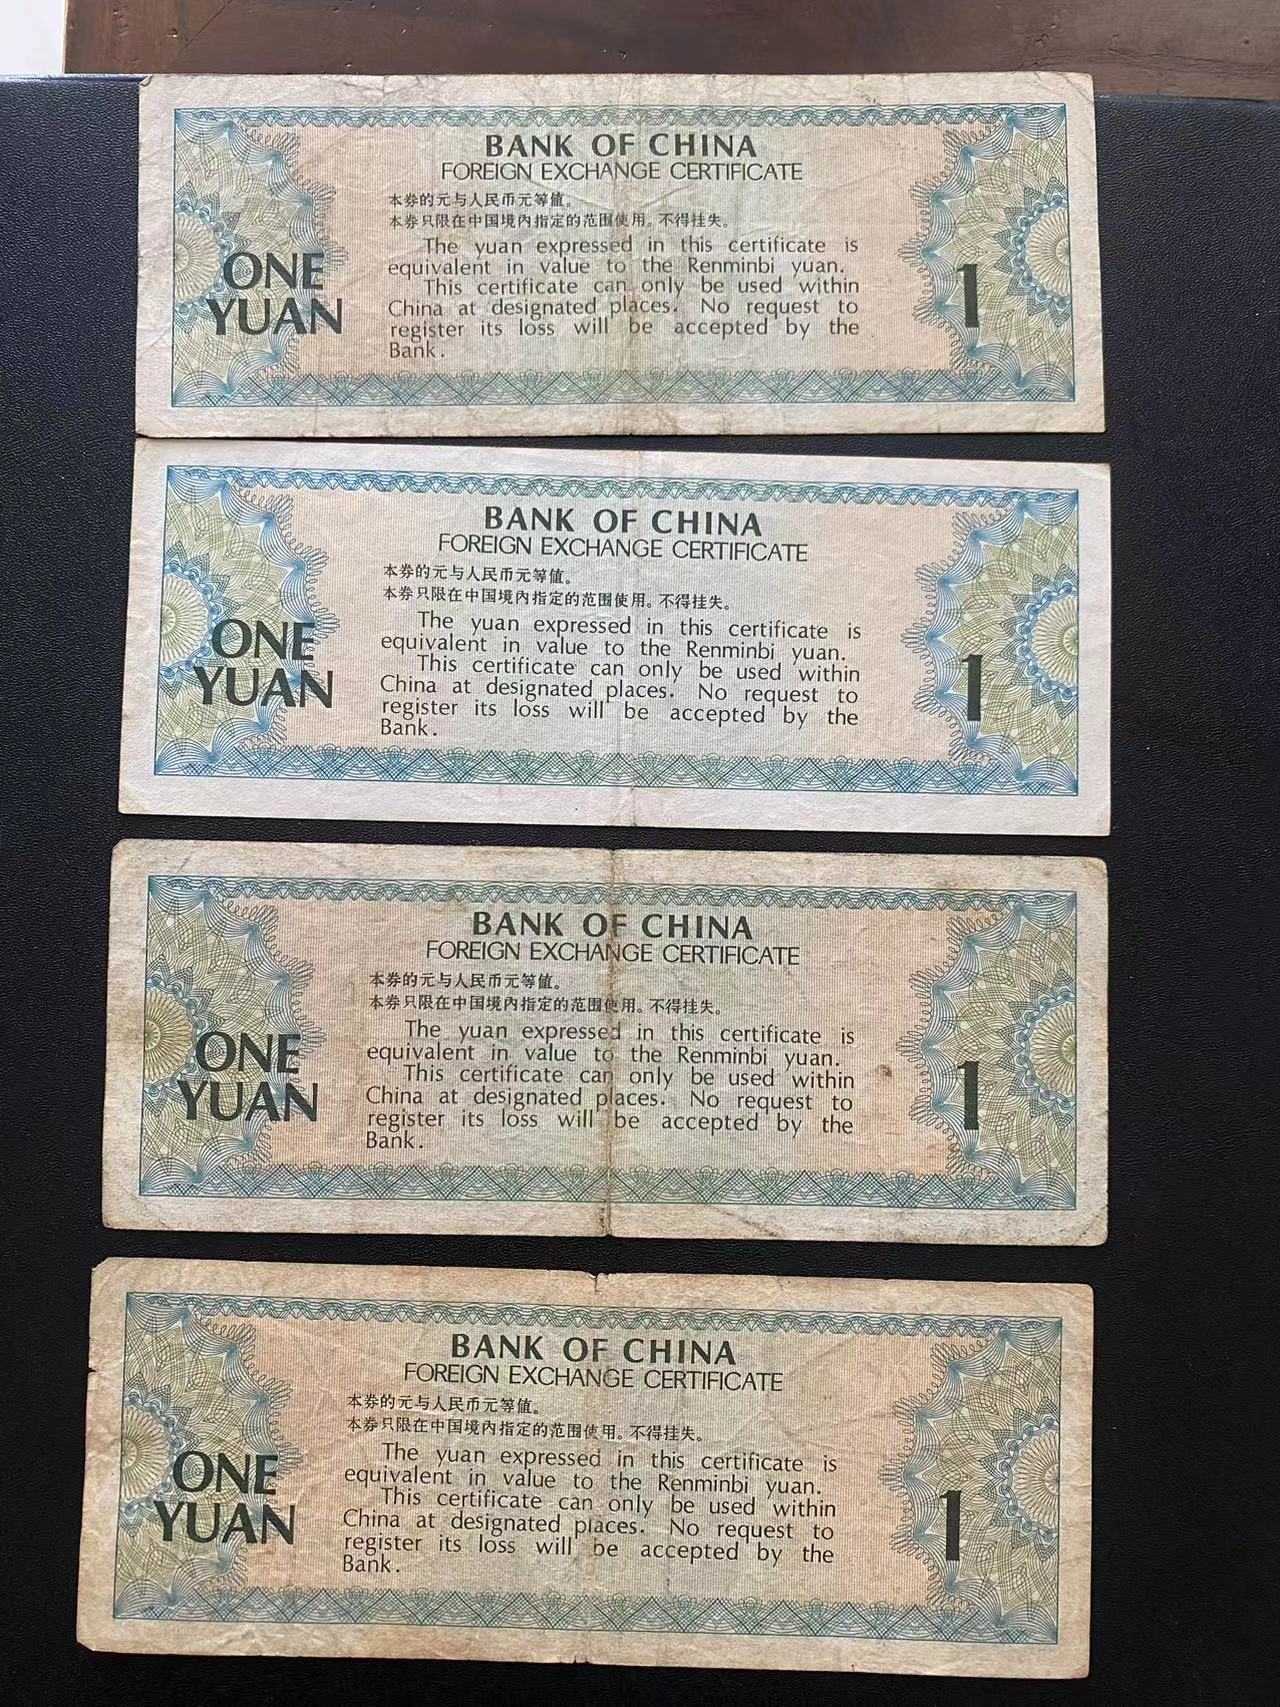 BANK OF CHINA
FOREIGN EXCHANGE CERTIFICATE
本券的元与人民币元等值。
本券只限在中国境内指定的范围使用。不得挂失。
The yuan expressed in this certificate is
equivalent in value to the Renminbi yuan.
This certificate can only be used within
China at designated places. No request to
register its loss will be accepted by the
Bank.
ONE
YUAN
1
BANK OF CHINA
FOREIGN EXCHANGE CERTIFICATE
本券的元与人民币元等值。
本券只限在中国境内指定的范围使用。不得挂失。
The yuan expressed in this certificate is
equivalent in value to the Renminbi yuan.
This certificate can only be used within
China at designated places. No request to
register its loss will be accepted by the
Bank.
ONE
YUAN
1
BANK OF CHINA
FOREIGN EXCHANGE CERTIFICATE
本券的元与人民币元等值。
本券只限在中国境内指定的范围使用。不得挂失。
The yuan expressed in this certificate is
equivalent in value to the Renminbi yuan.
This certificate can only be used within
China at designated places. No request to
register its loss will be accepted by the
Bank.
ONE
YUAN
1
BANK OF CHINA
FOREIGN EXCHANGE CERTIFICATE
本券的元与人民币元等值。
本券只限在中国境内指定的范围使用。不得挂失。
The yuan expressed in this certificate is
equivalent in value to the Renminbi yuan.
This certificate can only be used within
China at designated places. No request to
register its loss will be accepted by the
Bank.
ONE
YUAN
1